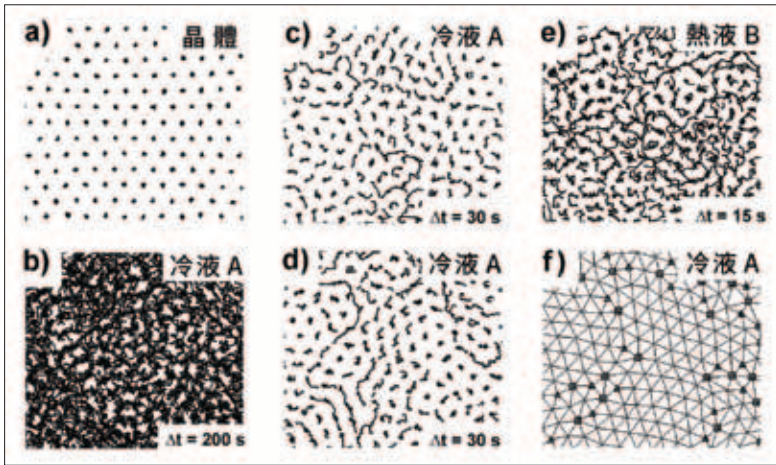 a) 晶體
c) 冷液 A
Δt = 30 s
e) 熱液 B
Δt = 15 s
b) 冷液 A
Δt = 200 s
d) 冷液 A
Δt = 30 s
f) 冷液 A